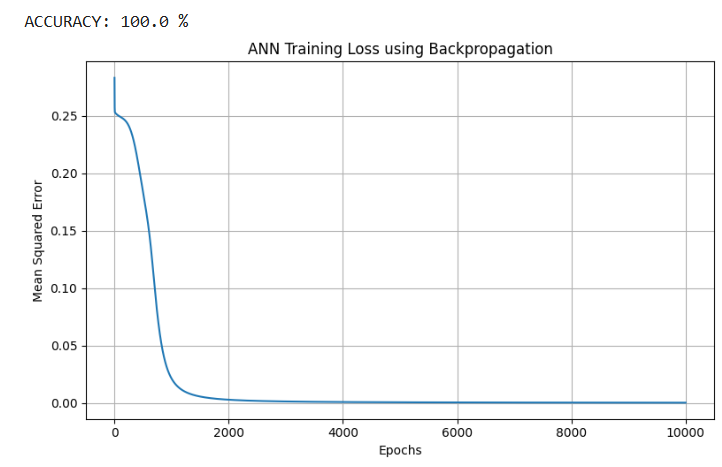 ACCURACY: 100.0 %
ANN Training Loss using Backpropagation
0.25
0.20
0.15
0.10
0.05
0.00
Mean Squared Error
0 2000 4000 6000 8000 10000
Epochs